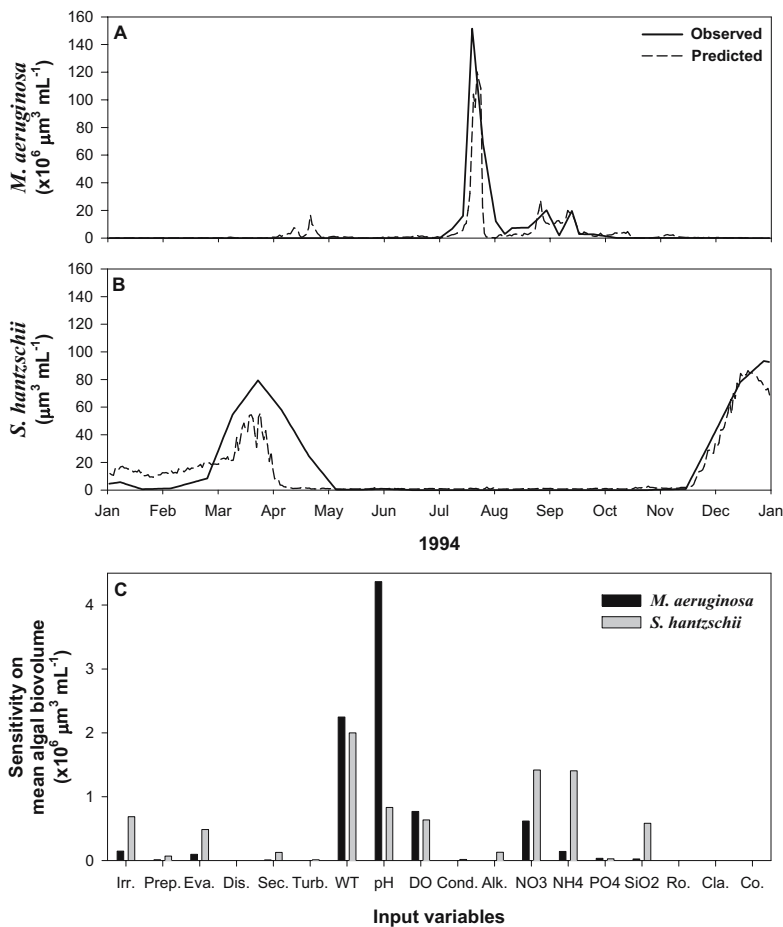 A
Observed
Predicted
160
140
120
100
80
60
40
20
0
M. aeruginosa
(x10⁶ µm³ mL⁻¹)
B
160
140
120
100
80
60
40
20
0
S. hantzschii
(µm³ mL⁻¹)
Jan Feb Mar Apr May Jun Jul Aug Sep Oct Nov Dec Jan
1994
C
M. aeruginosa
S. hantzschii
4
3
2
1
0
Sensitivity on
mean algal biovolume
(x10⁶ µm³ mL⁻¹)
Irr. Prep. Eva. Dis. Sec. Turb. WT pH DO Cond. Alk. NO3 NH4 PO4 SiO2 Ro. Cla. Co.
Input variables